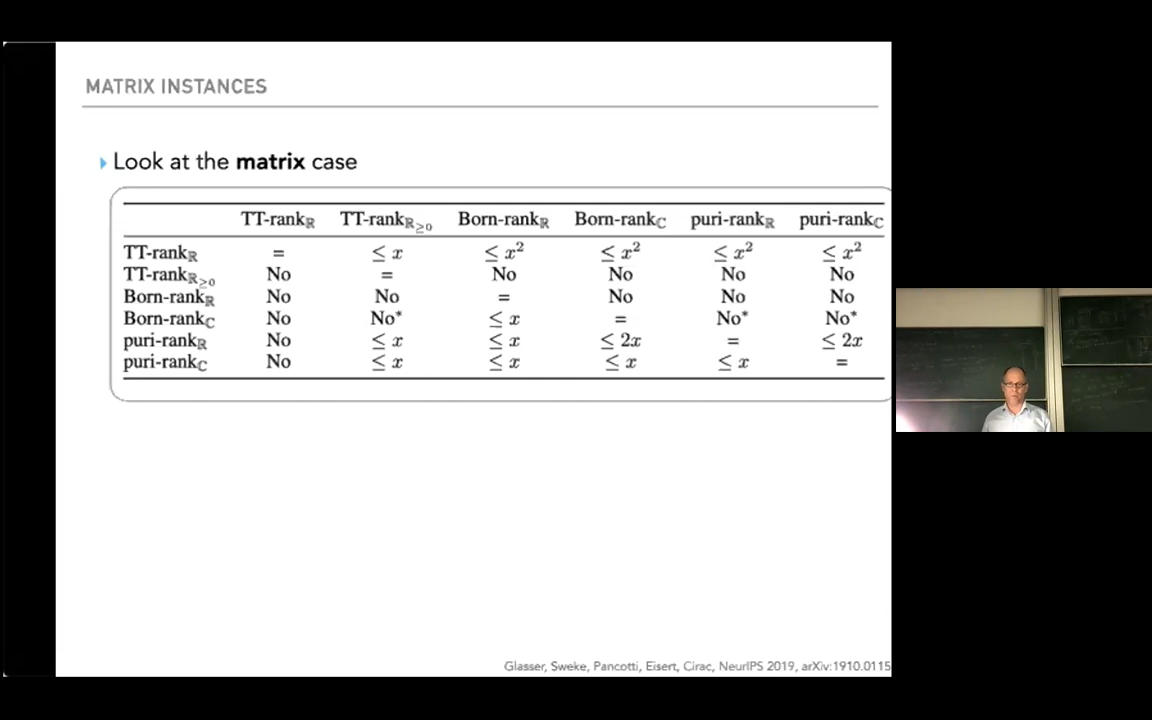 MATRIX INSTANCES
Look at the matrix case
TT-rankℝ TT-rankℝ≥0 Born-rankℝ Born-rankℂ puri-rankℝ puri-rankℂ
TT-rankℝ = ≤ x ≤ x² ≤ x² ≤ x² ≤ x²
TT-rankℝ≥0 No = No No No No
Born-rankℝ No No = No No No
Born-rankℂ No No* ≤ x = No* No*
puri-rankℝ No ≤ x ≤ x ≤ 2x = ≤ 2x
puri-rankℂ No ≤ x ≤ x ≤ x ≤ x =
Glasser, Sweke, Pancotti, Eisert, Cirac, NeurIPS 2019, arXiv:1910.0115